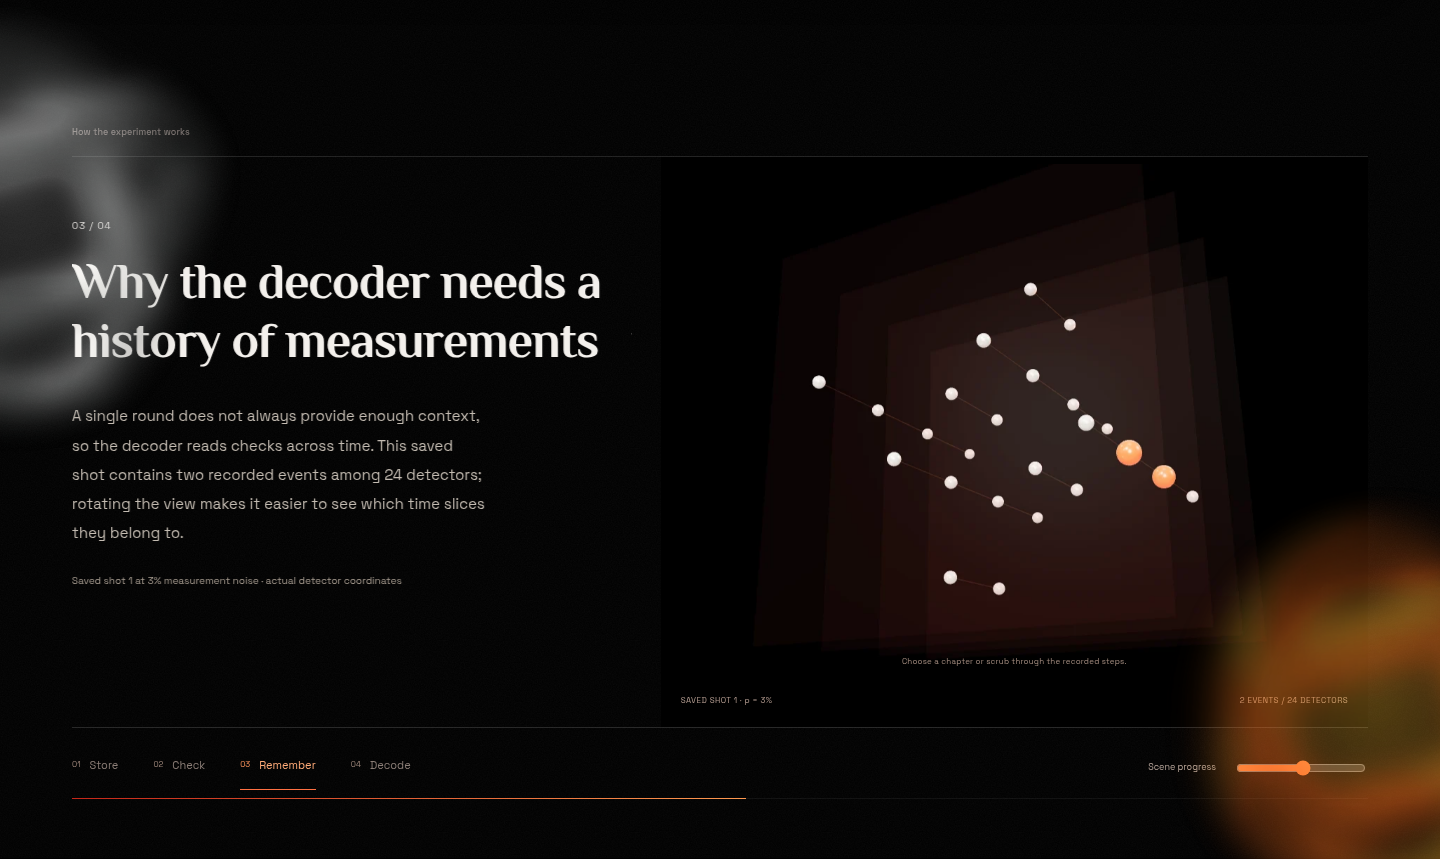 How the experiment works
03 / 04
Why the decoder needs a
history of measurements
A single round does not always provide enough context,
so the decoder reads checks across time. This saved
shot contains two recorded events among 24 detectors;
rotating the view makes it easier to see which time slices
they belong to.
Saved shot 1 at 3% measurement noise · actual detector coordinates
Choose a chapter or scrub through the recorded steps.
SAVED SHOT 1 · p = 3%
2 EVENTS / 24 DETECTORS
01 Store
02 Check
03 Remember
04 Decode
Scene progress